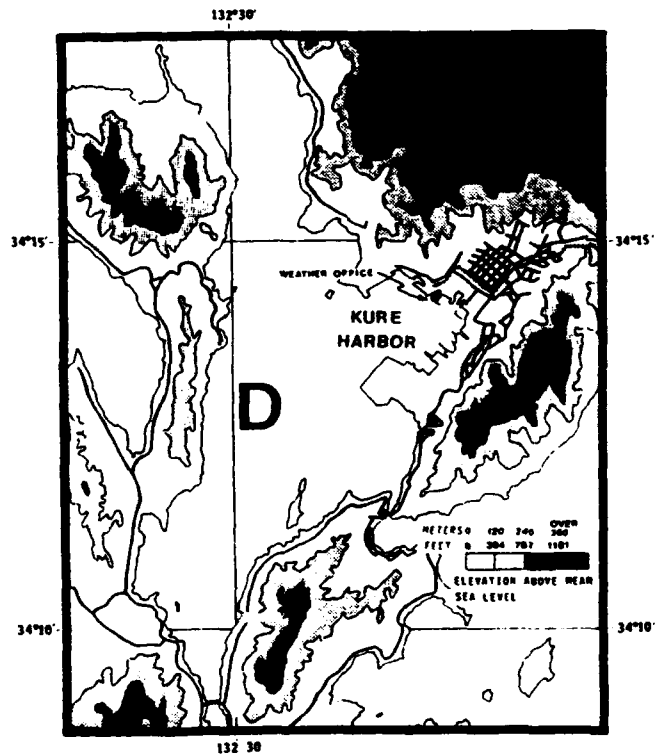 132°30'
34°15'
34°15'
WEATHER OFFICE
KURE
HARBOR
D
METERS 0 120 240 OVER 360
FEET 0 394 787 1181
ELEVATION ABOVE MEAN
SEA LEVEL
34°10'
34°10'
132 30